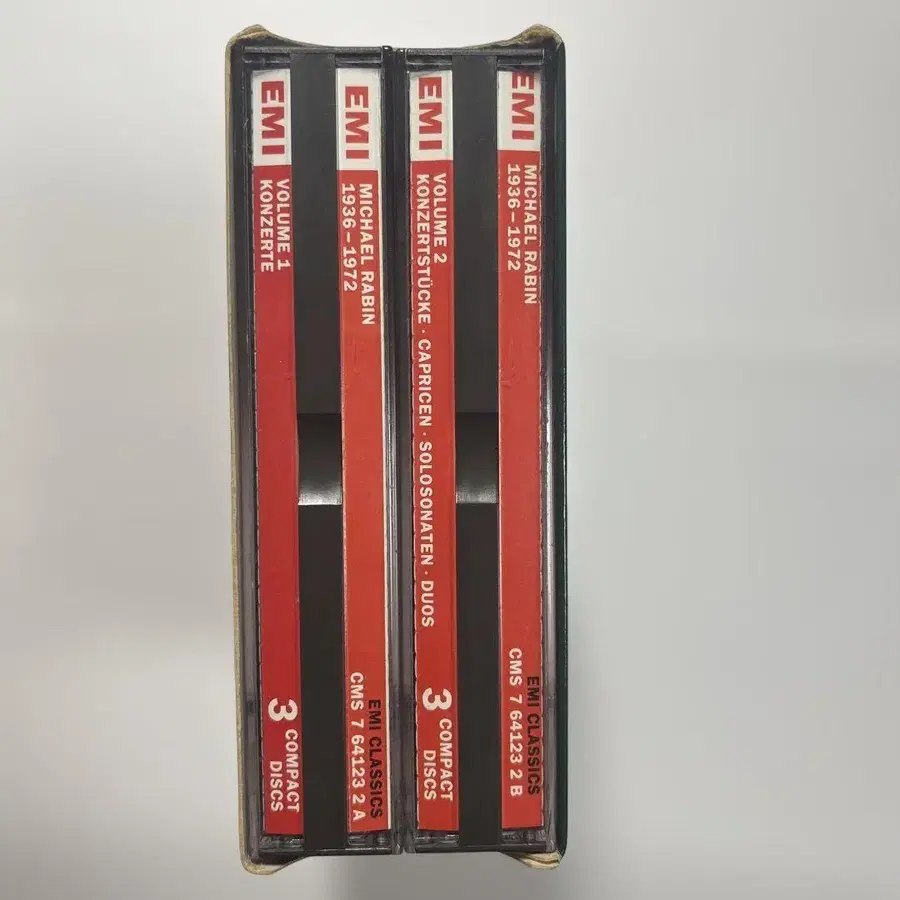 EMI
VOLUME 1
KONZERTE
3 COMPACT
DISCS
EMI
MICHAEL RABIN
1936–1972
EMI CLASSICS
CMS 7 64123 2 A
EMI
VOLUME 2
KONZERTSTÜCKE · CAPRICEN · SOLOSONATEN · DUOS
3 COMPACT
DISCS
EMI
MICHAEL RABIN
1936–1972
EMI CLASSICS
CMS 7 64123 2 B